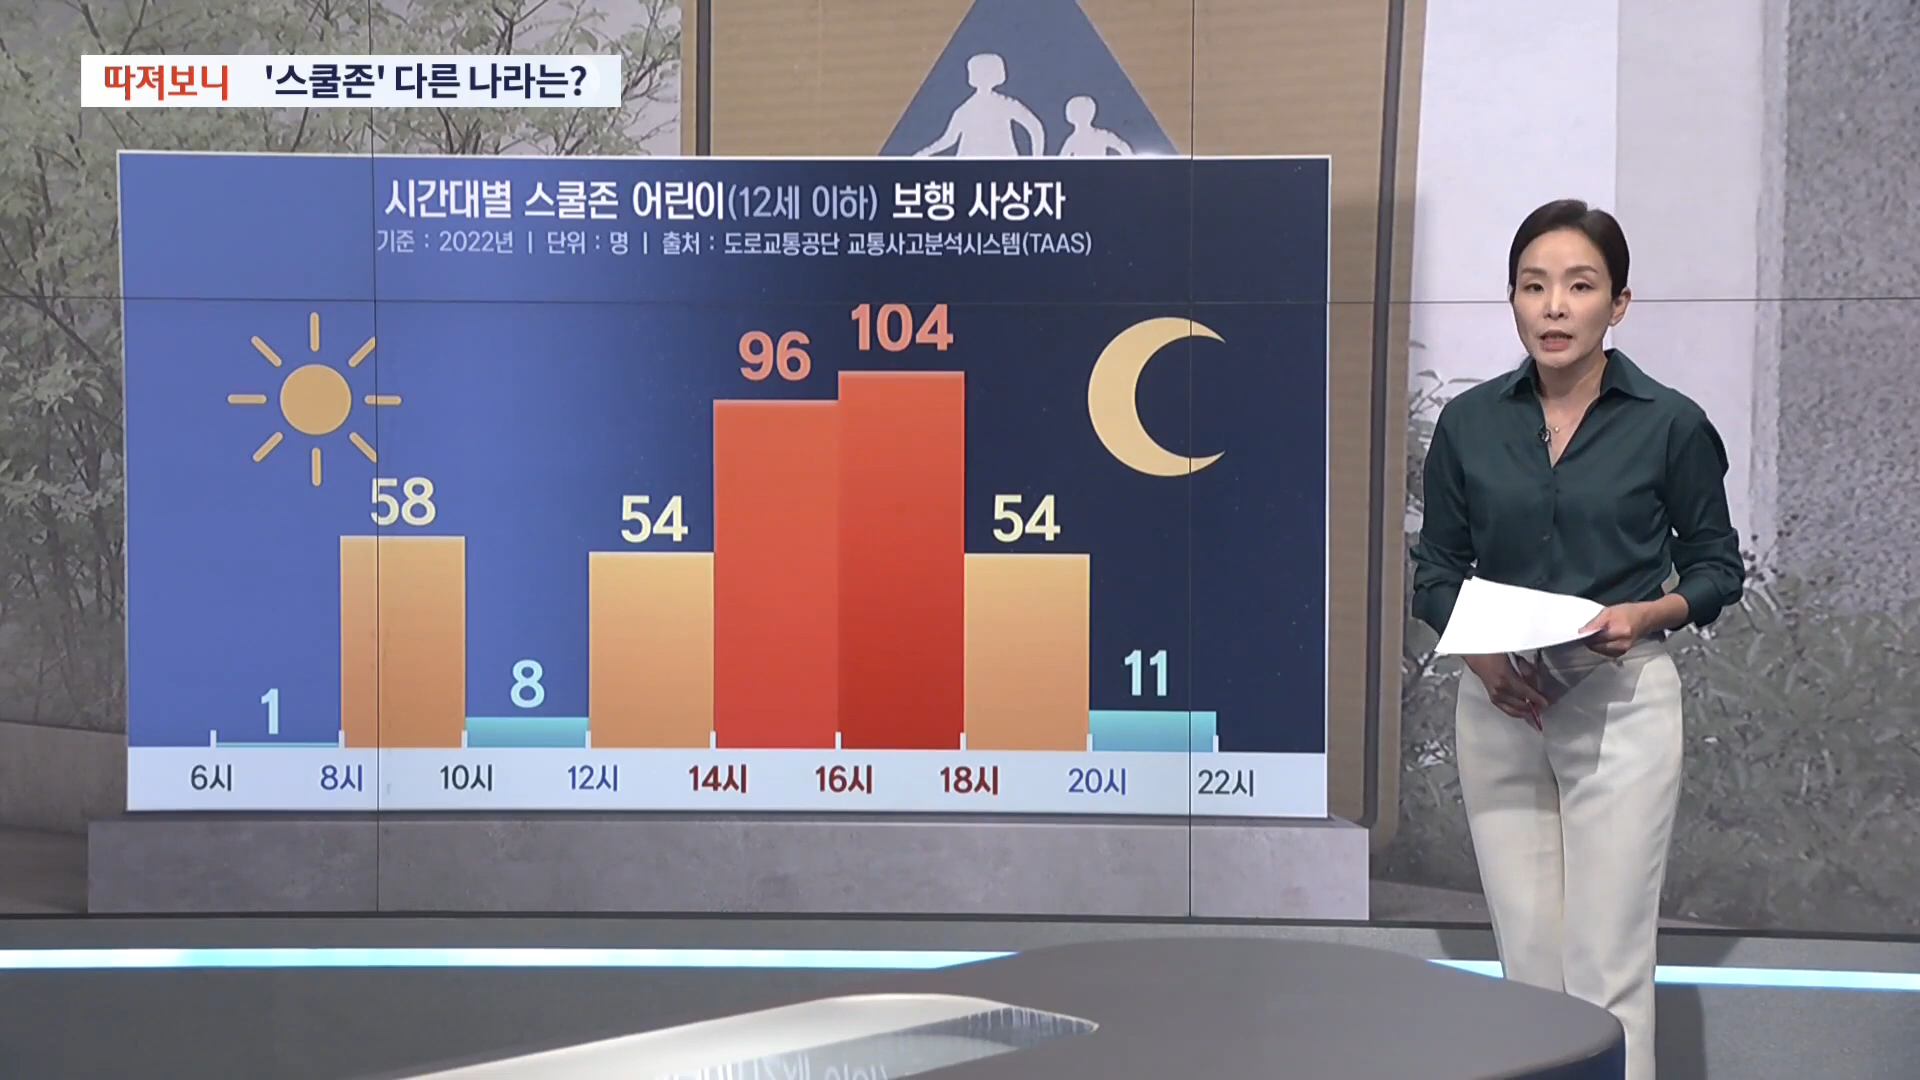 따져보니 '스쿨존' 다른 나라는?
시간대별 스쿨존 어린이(12세 이하) 보행 사상자
기준 : 2022년 | 단위 : 명 | 출처 : 도로교통공단 교통사고분석시스템(TAAS)
1
58
8
54
96
104
54
11
6시 8시 10시 12시 14시 16시 18시 20시 22시